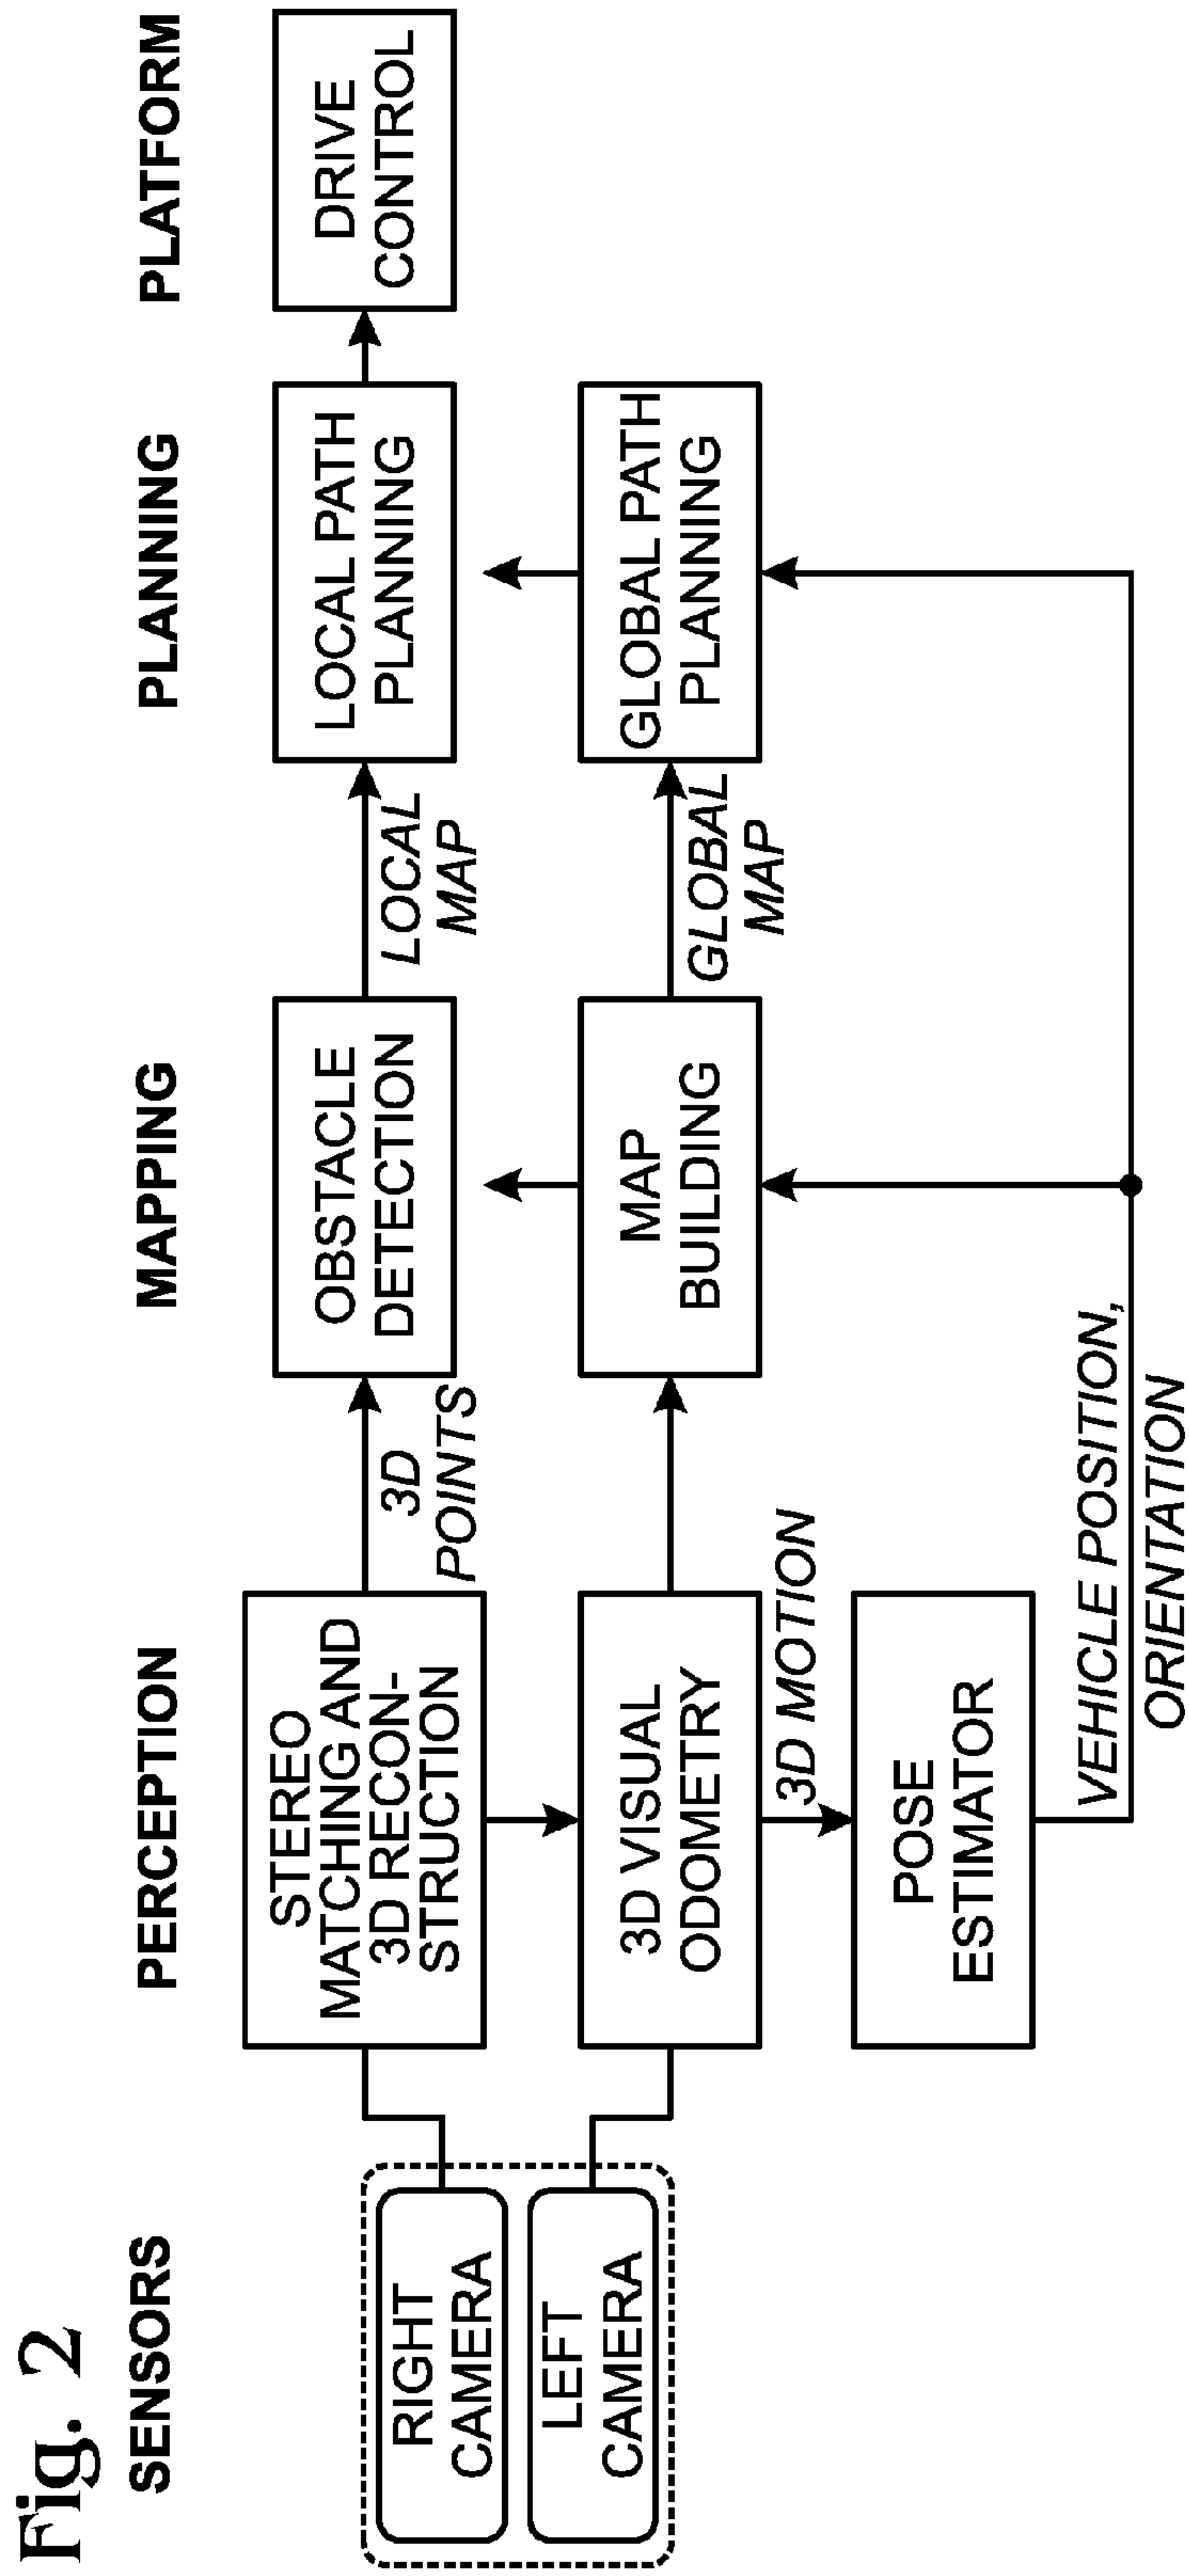 Fig. 2
SENSORS
PERCEPTION
MAPPING
PLANNING
PLATFORM
RIGHT
CAMERA
LEFT
CAMERA
STEREO
MATCHING AND
3D RECON-
STRUCTION
3D VISUAL
ODOMETRY
3D MOTION
POSE
ESTIMATOR
3D
POINTS
VEHICLE POSITION,
ORIENTATION
OBSTACLE
DETECTION
MAP
BUILDING
LOCAL
MAP
GLOBAL
MAP
LOCAL PATH
PLANNING
GLOBAL PATH
PLANNING
DRIVE
CONTROL